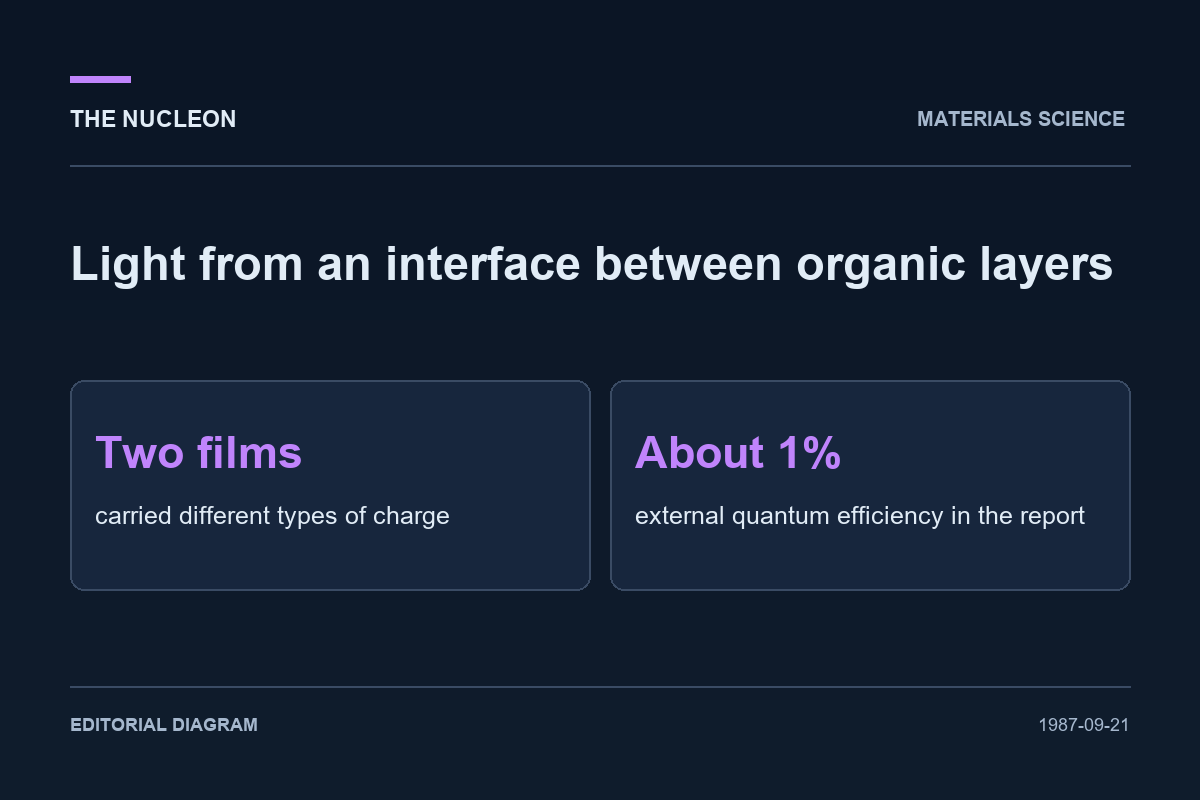 THE NUCLEON
MATERIALS SCIENCE
Light from an interface between organic layers
Two films
carried different types of charge
About 1%
external quantum efficiency in the report
EDITORIAL DIAGRAM
1987-09-21